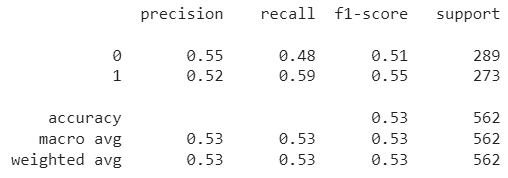 precision recall f1-score support
0 0.55 0.48 0.51 289
1 0.52 0.59 0.55 273
accuracy 0.53 562
macro avg 0.53 0.53 0.53 562
weighted avg 0.53 0.53 0.53 562